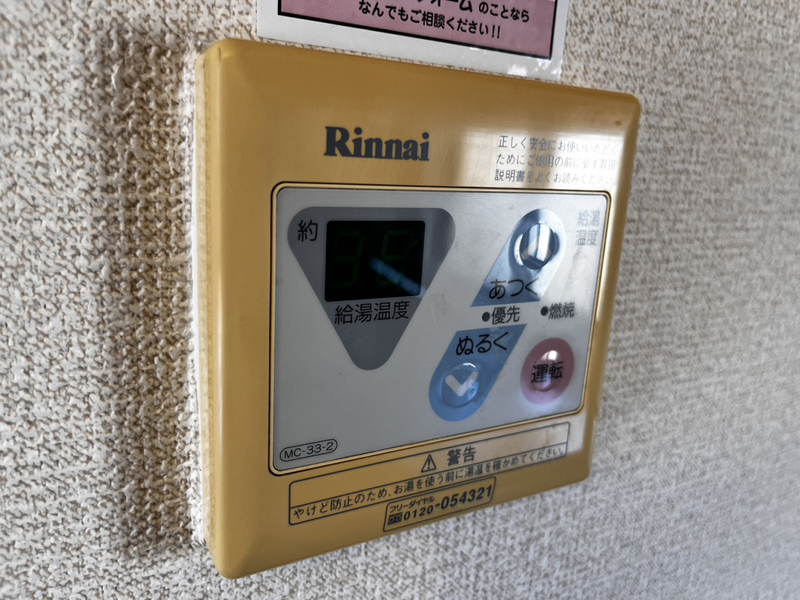 ォーム のことなら
なんでもご相談ください!!
Rinnai
正しく安全にお使いいただく
ためにご使用の前に必ず取扱
説明書をよくお読みください。
約
給湯温度
給湯
温度
あつく
●優先 ●燃焼
ぬるく
運転
MC-33-2
⚠警告
やけど防止のため、お湯を使う前に湯温を確かめてください。
フリーダイヤル
0120-054321